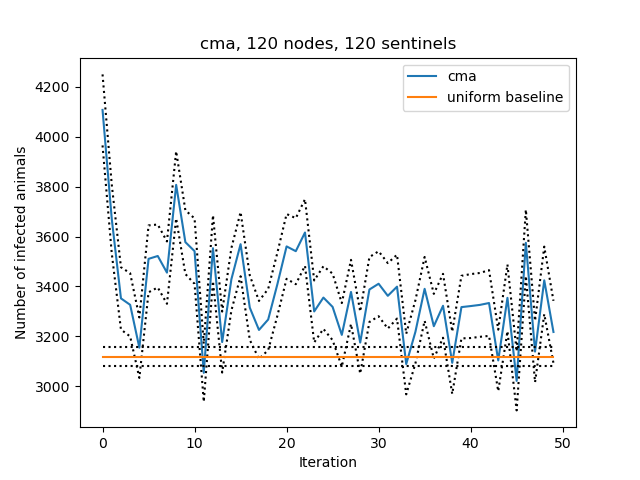 cma, 120 nodes, 120 sentinels
cma
uniform baseline
4200
4000
3800
3600
3400
3200
3000
Number of infected animals
0 10 20 30 40 50
Iteration